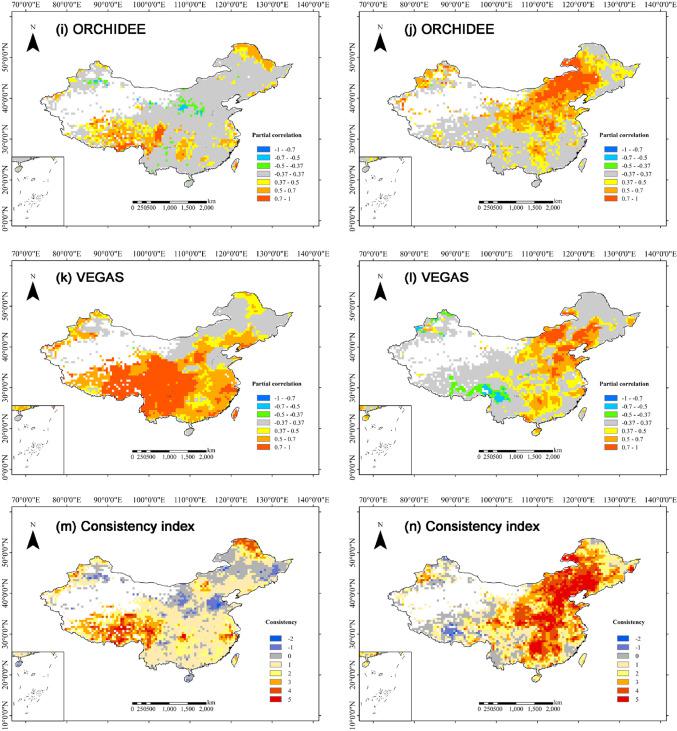 70°0'0"E 80°0'0"E 90°0'0"E 100°0'0"E 110°0'0"E 120°0'0"E 130°0'0"E 140°0'0"E
70°0'0"E 80°0'0"E 90°0'0"E 100°0'0"E 110°0'0"E 120°0'0"E 130°0'0"E 140°0'0"E
(i) ORCHIDEE
N
50°0'0"N
40°0'0"N
30°0'0"N
20°0'0"N
10°0'0"N
0°0'0"N
Partial correlation
-1 - -0.7
-0.7 - -0.5
-0.5 - -0.37
-0.37 - 0.37
0.37 - 0.5
0.5 - 0.7
0.7 - 1
km
0 250500 1,000 1,500 2,000
(j) ORCHIDEE
N
50°0'0"N
40°0'0"N
30°0'0"N
20°0'0"N
10°0'0"N
0°0'0"N
Partial correlation
-1 - -0.7
-0.7 - -0.5
-0.5 - -0.37
-0.37 - 0.37
0.37 - 0.5
0.5 - 0.7
0.7 - 1
km
0 250500 1,000 1,500 2,000
70°0'0"E 80°0'0"E 90°0'0"E 100°0'0"E 110°0'0"E 120°0'0"E 130°0'0"E
70°0'0"E 80°0'0"E 90°0'0"E 100°0'0"E 110°0'0"E 120°0'0"E 130°0'0"E 140°0'0"E
(k) VEGAS
N
50°0'0"N
40°0'0"N
30°0'0"N
20°0'0"N
10°0'0"N
0°0'0"N
Partial correlation
-1 - -0.7
-0.7 - -0.5
-0.5 - -0.37
-0.37 - 0.37
0.37 - 0.5
0.5 - 0.7
0.7 - 1
km
0 250500 1,000 1,500 2,000
(l) VEGAS
N
50°0'0"N
40°0'0"N
30°0'0"N
20°0'0"N
10°0'0"N
0°0'0"N
Partial correlation
-1 - -0.7
-0.7 - -0.5
-0.5 - -0.37
-0.37 - 0.37
0.37 - 0.5
0.5 - 0.7
0.7 - 1
km
0 250500 1,000 1,500 2,000
70°0'0"E 80°0'0"E 90°0'0"E 100°0'0"E 110°0'0"E 120°0'0"E 130°0'0"E
70°0'0"E 80°0'0"E 90°0'0"E 100°0'0"E 110°0'0"E 120°0'0"E 130°0'0"E 140°0'0"E
(m) Consistency index
N
50°0'0"N
40°0'0"N
30°0'0"N
20°0'0"N
10°0'0"N
Consistency
-2
-1
0
1
2
3
4
5
km
0 250500 1,000 1,500 2,000
(n) Consistency index
N
50°0'0"N
40°0'0"N
30°0'0"N
20°0'0"N
10°0'0"N
Consistency
-2
-1
0
1
2
3
4
5
km
0 250500 1,000 1,500 2,000